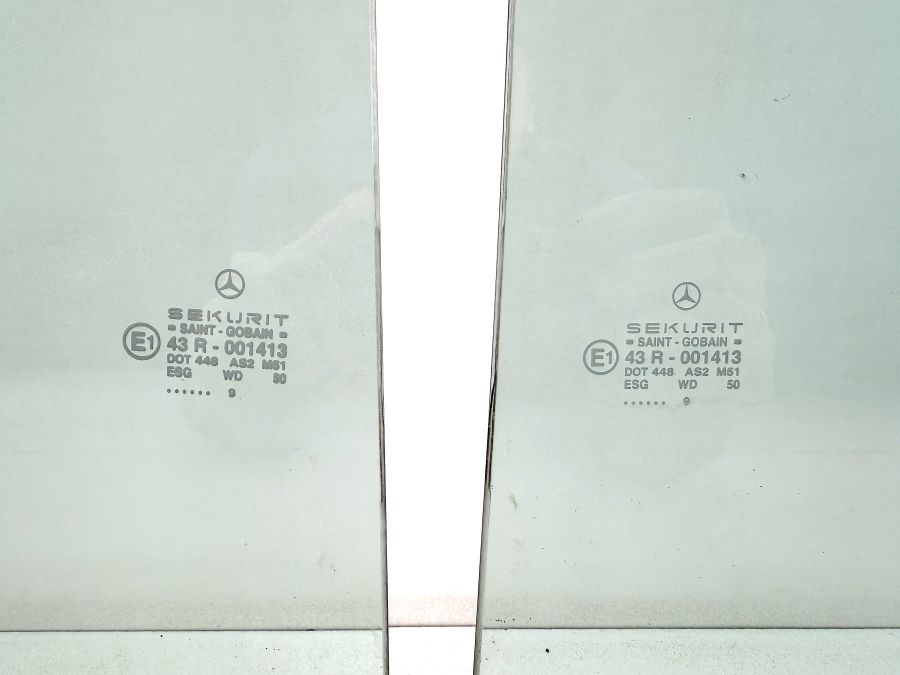 SEKURIT
SAINT - GOBAIN
E1
43 R - 001413
DOT 448 AS2 M51
ESG WD 50
...... 9
SEKURIT
SAINT - GOBAIN
E1
43 R - 001413
DOT 448 AS2 M51
ESG WD 50
...... 9